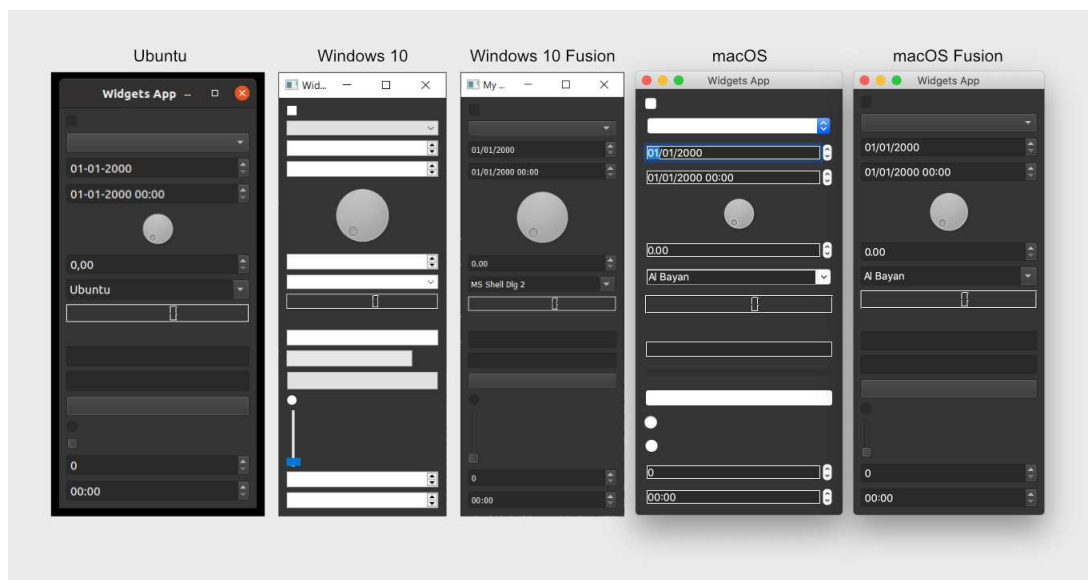 Ubuntu
Windows 10
Windows 10 Fusion
macOS
macOS Fusion
Widgets App
01-01-2000
01-01-2000 00:00
0,00
Ubuntu
0
00:00
Wid...
My ...
01/01/2000
01/01/2000 00:00
0.00
MS Shell Dlg 2
0
00:00
Widgets App
01/01/2000
01/01/2000 00:00
0.00
Al Bayan
0
00:00
Widgets App
01/01/2000
01/01/2000 00:00
0.00
Al Bayan
0
00:00